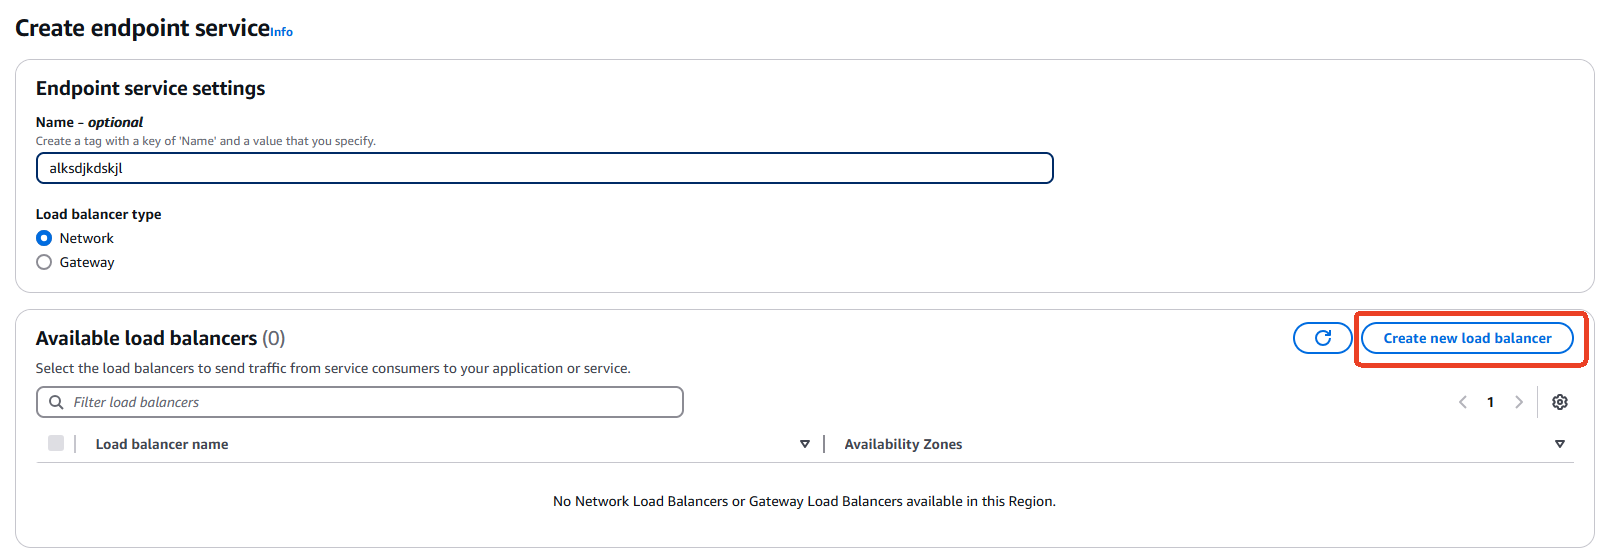 Create endpoint service Info
Endpoint service settings
Name – optional
Create a tag with a key of 'Name' and a value that you specify.
alksdjkdskjl
Load balancer type
Network
Gateway
Available load balancers (0)
Create new load balancer
Select the load balancers to send traffic from service consumers to your application or service.
Filter load balancers
1
Load balancer name
Availability Zones
No Network Load Balancers or Gateway Load Balancers available in this Region.